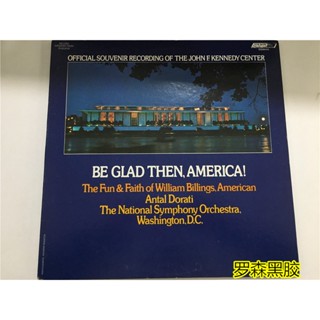 OFFICIAL SOUVENIR RECORDING OF THE JOHN F. KENNEDY CENTER
BE GLAD THEN, AMERICA!
The Fun & Faith of William Billings, American
Antal Dorati
The National Symphony Orchestra,
Washington, D.C.
罗森黑胶